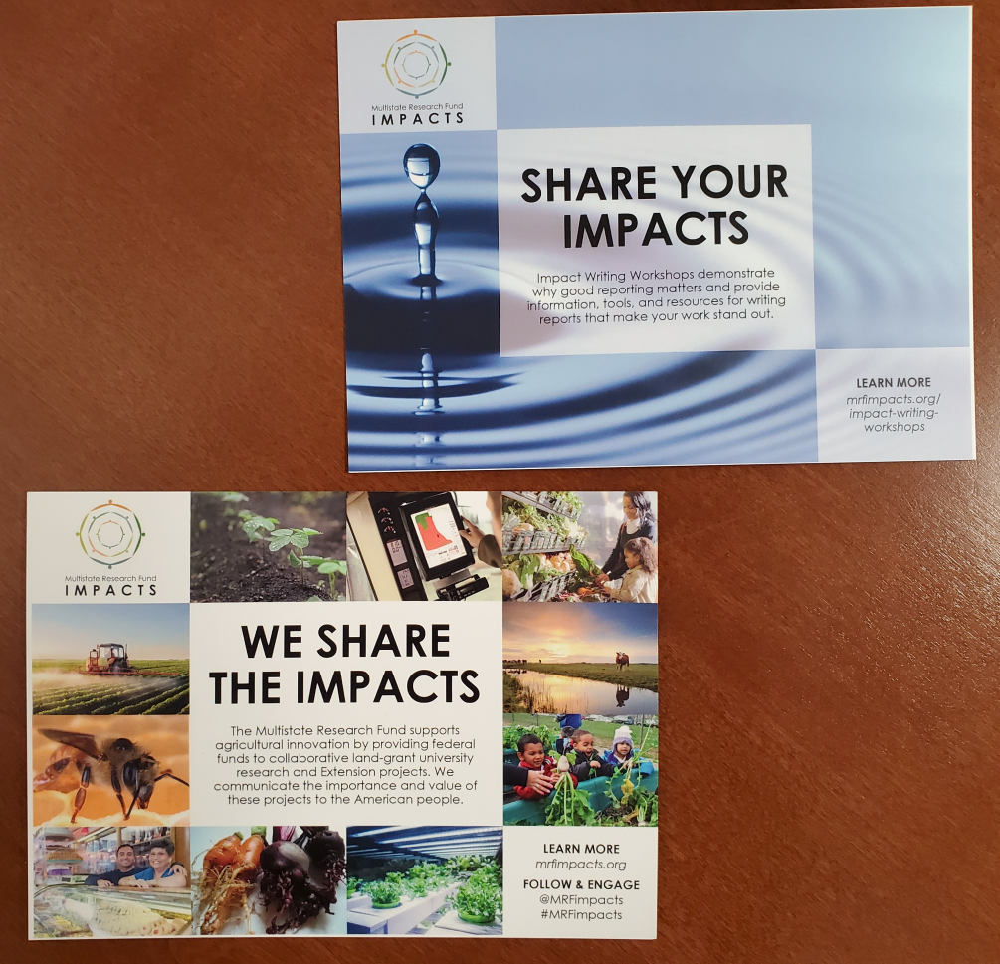 Multistate Research Fund
IMPACTS
SHARE YOUR
IMPACTS
Impact Writing Workshops demonstrate
why good reporting matters and provide
information, tools, and resources for writing
reports that make your work stand out.
LEARN MORE
mrfimpacts.org/
impact-writing-
workshops
Multistate Research Fund
IMPACTS
WE SHARE
THE IMPACTS
The Multistate Research Fund supports
agricultural innovation by providing federal
funds to collaborative land-grant university
research and Extension projects. We
communicate the importance and value of
these projects to the American people.
LEARN MORE
mrfimpacts.org
FOLLOW & ENGAGE
@MRFimpacts
#MRFimpacts